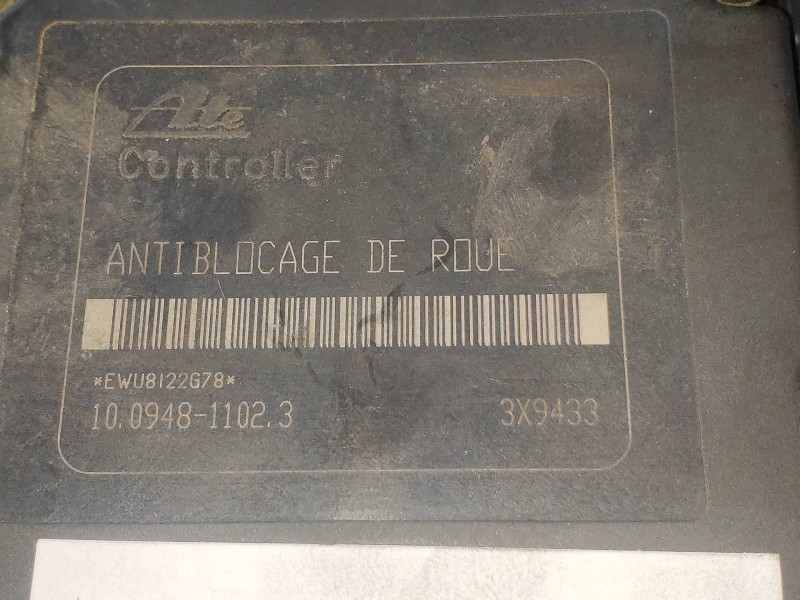 Ate
Controller
ANTIBLOCAGE DE ROUE
*EWU8122G78*
10.0948-1102.3 3X9433